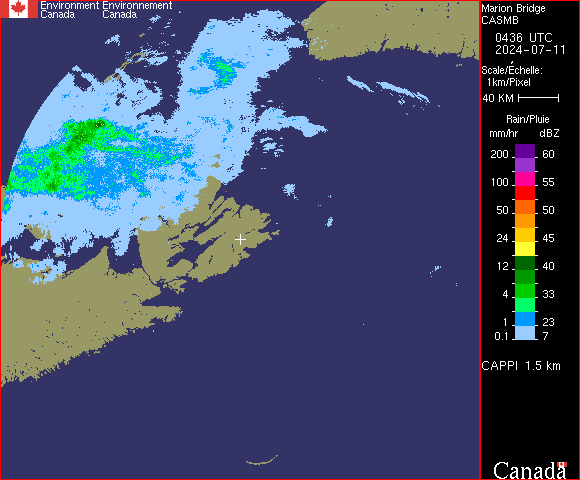 Environment Environnement
Canada Canada
Marion Bridge
CASMB
0436 UTC
2024-07-11
Scale/Échelle:
1km/Pixel
40 KM
Rain/Pluie
mm/hr dBZ
200 60
100 55
50 50
24 45
12 40
4 33
1 23
0.1 7
CAPPI 1.5 km
Canada